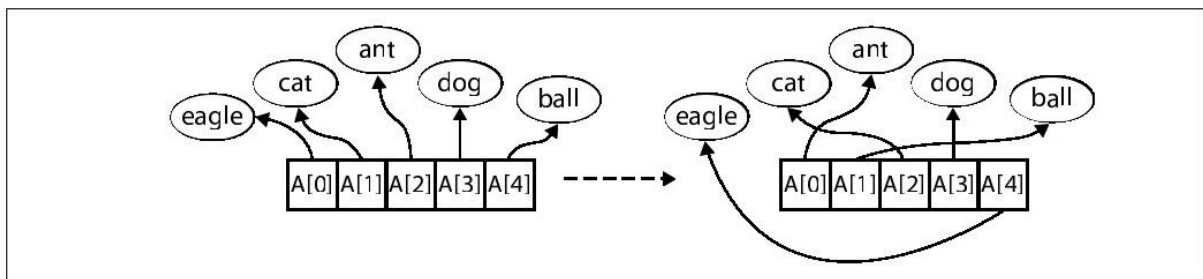 ant ant
cat dog cat dog
eagle ball eagle ball
A[0] A[1] A[2] A[3] A[4] A[0] A[1] A[2] A[3] A[4]